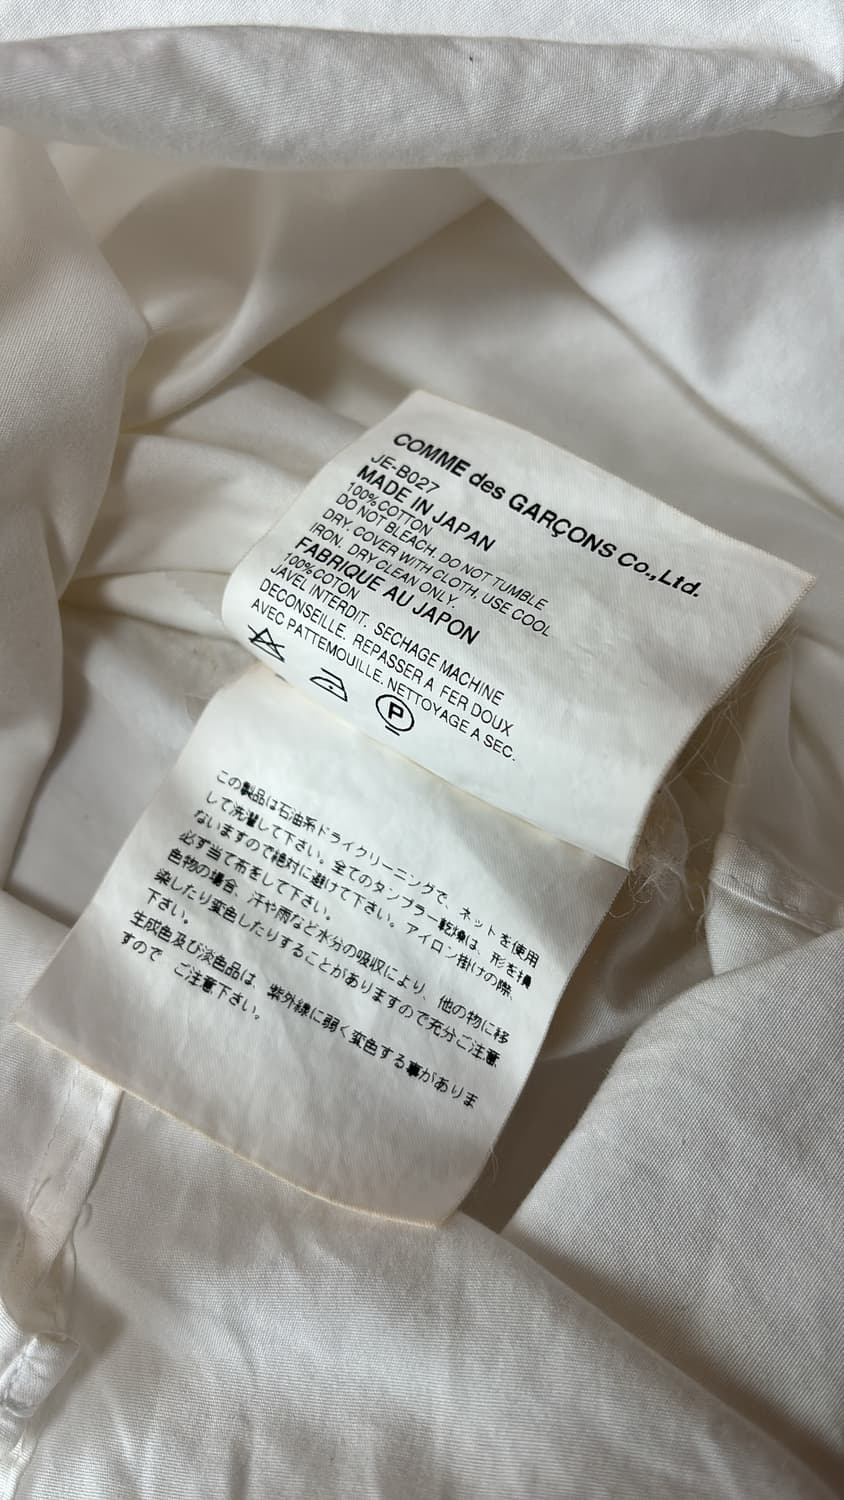 COMME des GARÇONS Co.,Ltd.
JE-B027
MADE IN JAPAN
100%COTTON
DO NOT BLEACH, DO NOT TUMBLE
DRY. COVER WITH CLOTH, USE COOL
IRON. DRY CLEAN ONLY.
FABRIQUE AU JAPON
100%COTON
JAVEL INTERDIT. SECHAGE MACHINE
DECONSEILLE. REPASSER A FER DOUX
AVEC PATTEMOUILLE. NETTOYAGE A SEC.
P
この製品は石油系ドライクリーニングで、ネットを使用
して洗濯して下さい。全てのタンブラー乾燥は、形を損
ないますので絶対に避けて下さい。アイロン掛けの際、
必ず当て布をして下さい。
色物の場合、汗や雨など水分の吸収により、他の物に移
染したり変色したりすることがありますので充分ご注意
下さい。
生成色及び淡色品は、紫外線に弱く変色する事がありま
すので ご注意下さい。